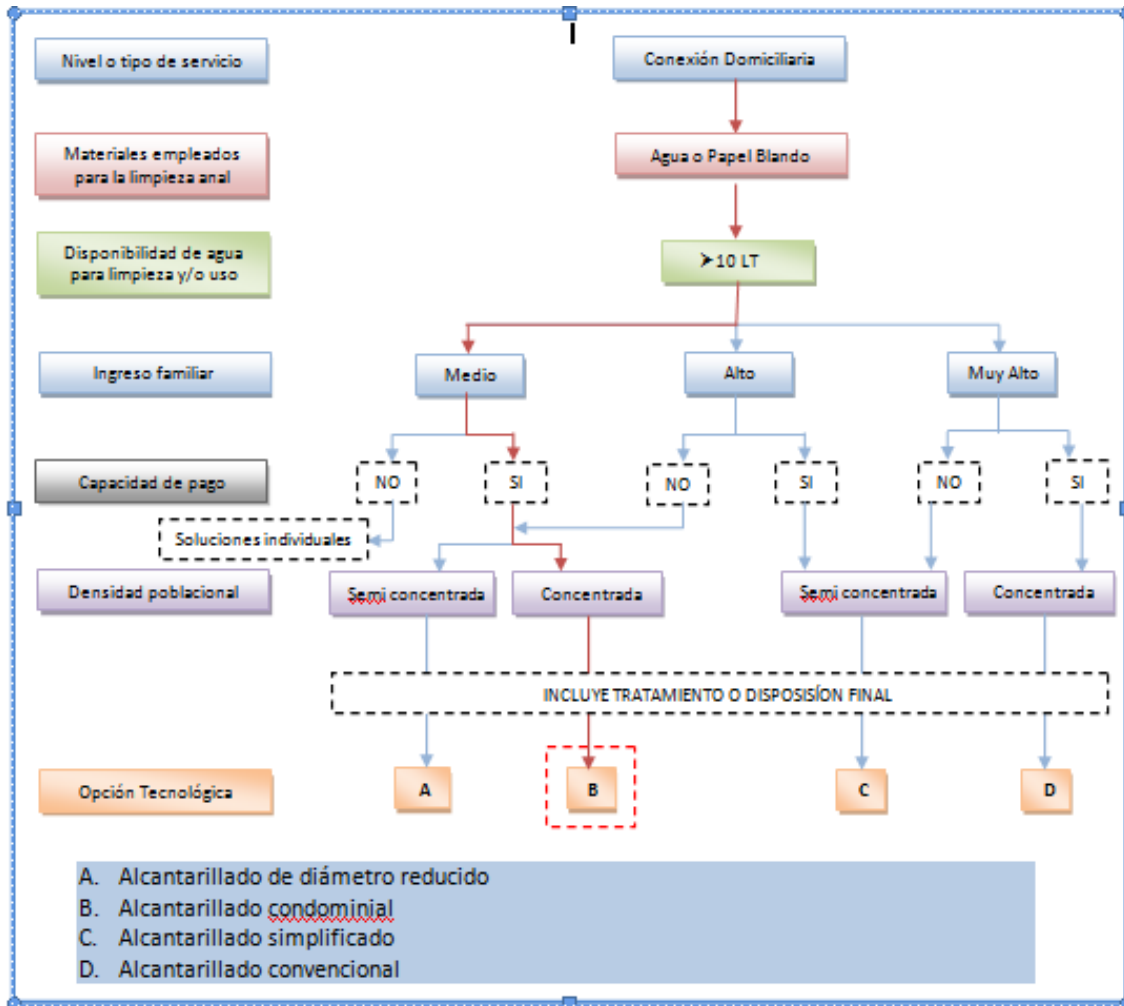 Nivel o tipo de servicio
Conexión Domiciliaria
Materiales empleados
para la limpieza anal
Agua o Papel Blando
Disponibilidad de agua
para limpieza y/o uso
➤10 LT
Ingreso familiar
Medio
Alto
Muy Alto
Capacidad de pago
NO
SI
NO
SI
NO
SI
Soluciones individuales
Densidad poblacional
Semi concentrada
Concentrada
Semi concentrada
Concentrada
INCLUYE TRATAMIENTO O DISPOSISÍON FINAL
Opción Tecnológica
A
B
C
D
A. Alcantarillado de diámetro reducido
B. Alcantarillado condominial
C. Alcantarillado simplificado
D. Alcantarillado convencional